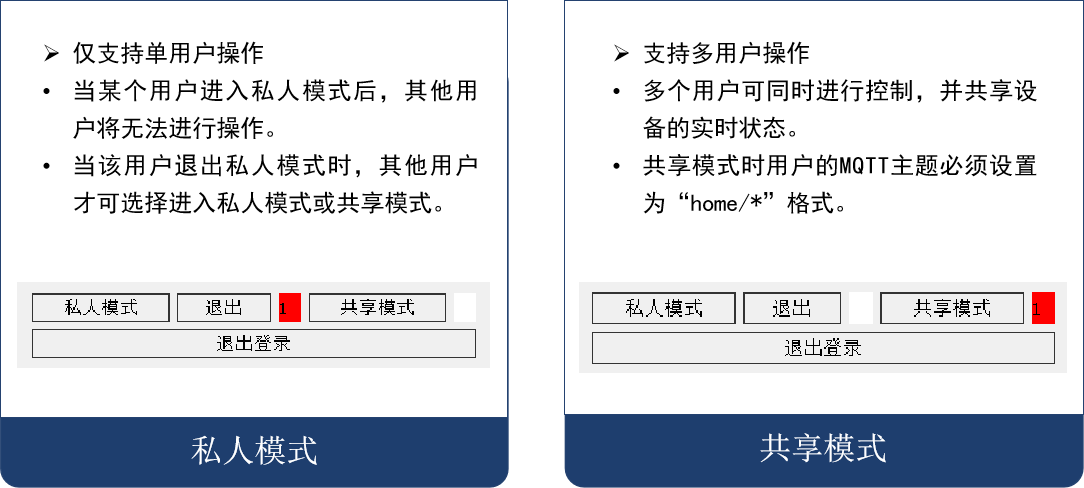 ➢ 仅支持单用户操作
• 当某个用户进入私人模式后，其他用
户将无法进行操作。
• 当该用户退出私人模式时，其他用户
才可选择进入私人模式或共享模式。
私人模式 退出 1 共享模式
退出登录
私人模式
➢ 支持多用户操作
• 多个用户可同时进行控制，并共享设
备的实时状态。
• 共享模式时用户的MQTT主题必须设置
为“home/*”格式。
私人模式 退出 共享模式 1
退出登录
共享模式